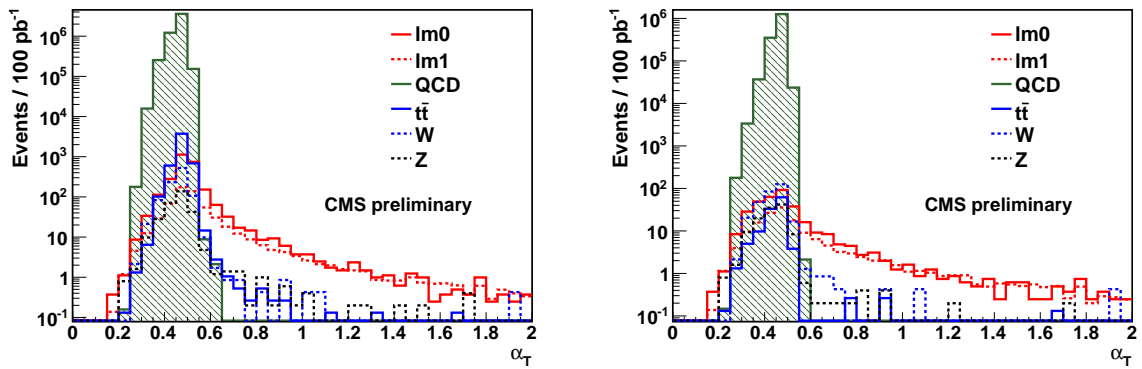 Events / 100 pb⁻¹
10⁶
10⁵
10⁴
10³
10²
10
1
10⁻¹
lm0
lm1
QCD
tt̄
W
Z
CMS preliminary
0 0.2 0.4 0.6 0.8 1 1.2 1.4 1.6 1.8 2
α_T
Events / 100 pb⁻¹
10⁶
10⁵
10⁴
10³
10²
10
1
10⁻¹
lm0
lm1
QCD
tt̄
W
Z
CMS preliminary
0 0.2 0.4 0.6 0.8 1 1.2 1.4 1.6 1.8 2
α_T